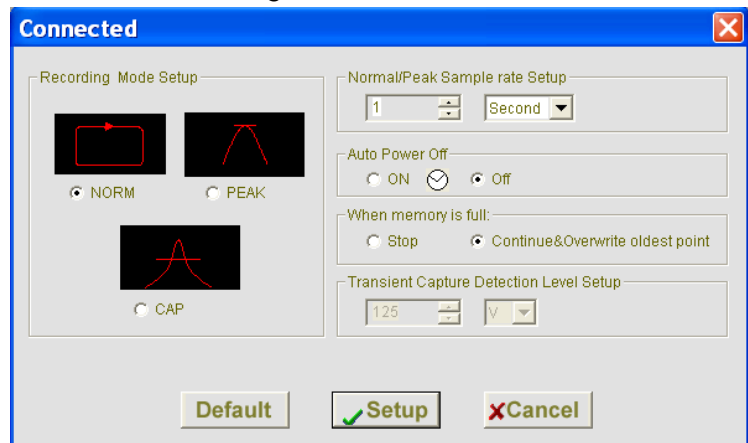 Connected
Recording Mode Setup
NORM
PEAK
CAP
Normal/Peak Sample rate Setup
1 Second
Auto Power Off
ON Off
When memory is full:
Stop Continue&Overwrite oldest point
Transient Capture Detection Level Setup
125 V
Default Setup Cancel